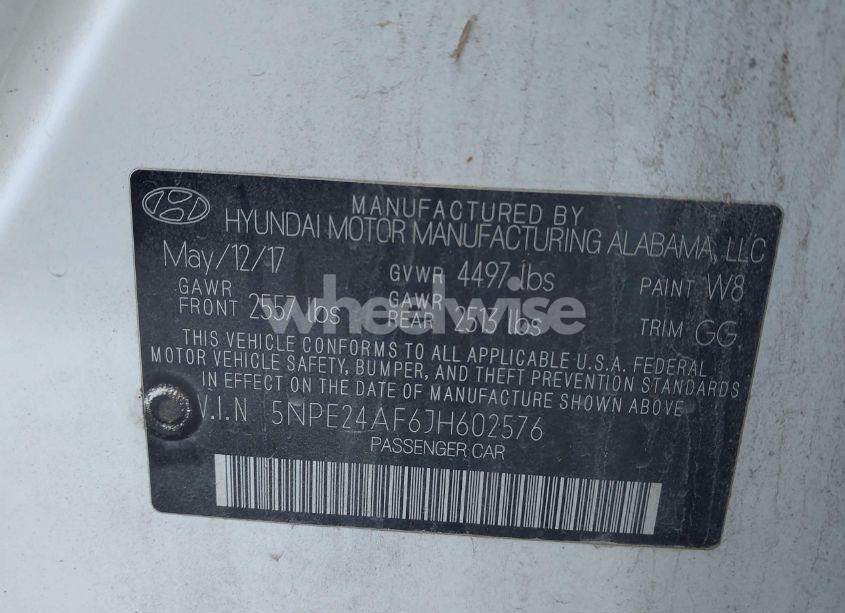 MANUFACTURED BY
HYUNDAI MOTOR MANUFACTURING ALABAMA, LLC
May/12/17
GVWR 4497 lbs
PAINT W8
GAWR FRONT 2557 lbs
GAWR REAR 2513 lbs
TRIM GG
wheelwise
THIS VEHICLE CONFORMS TO ALL APPLICABLE U.S.A. FEDERAL
MOTOR VEHICLE SAFETY, BUMPER, AND THEFT PREVENTION STANDARDS
IN EFFECT ON THE DATE OF MANUFACTURE SHOWN ABOVE
V.I.N 5NPE24AF6JH602576
PASSENGER CAR